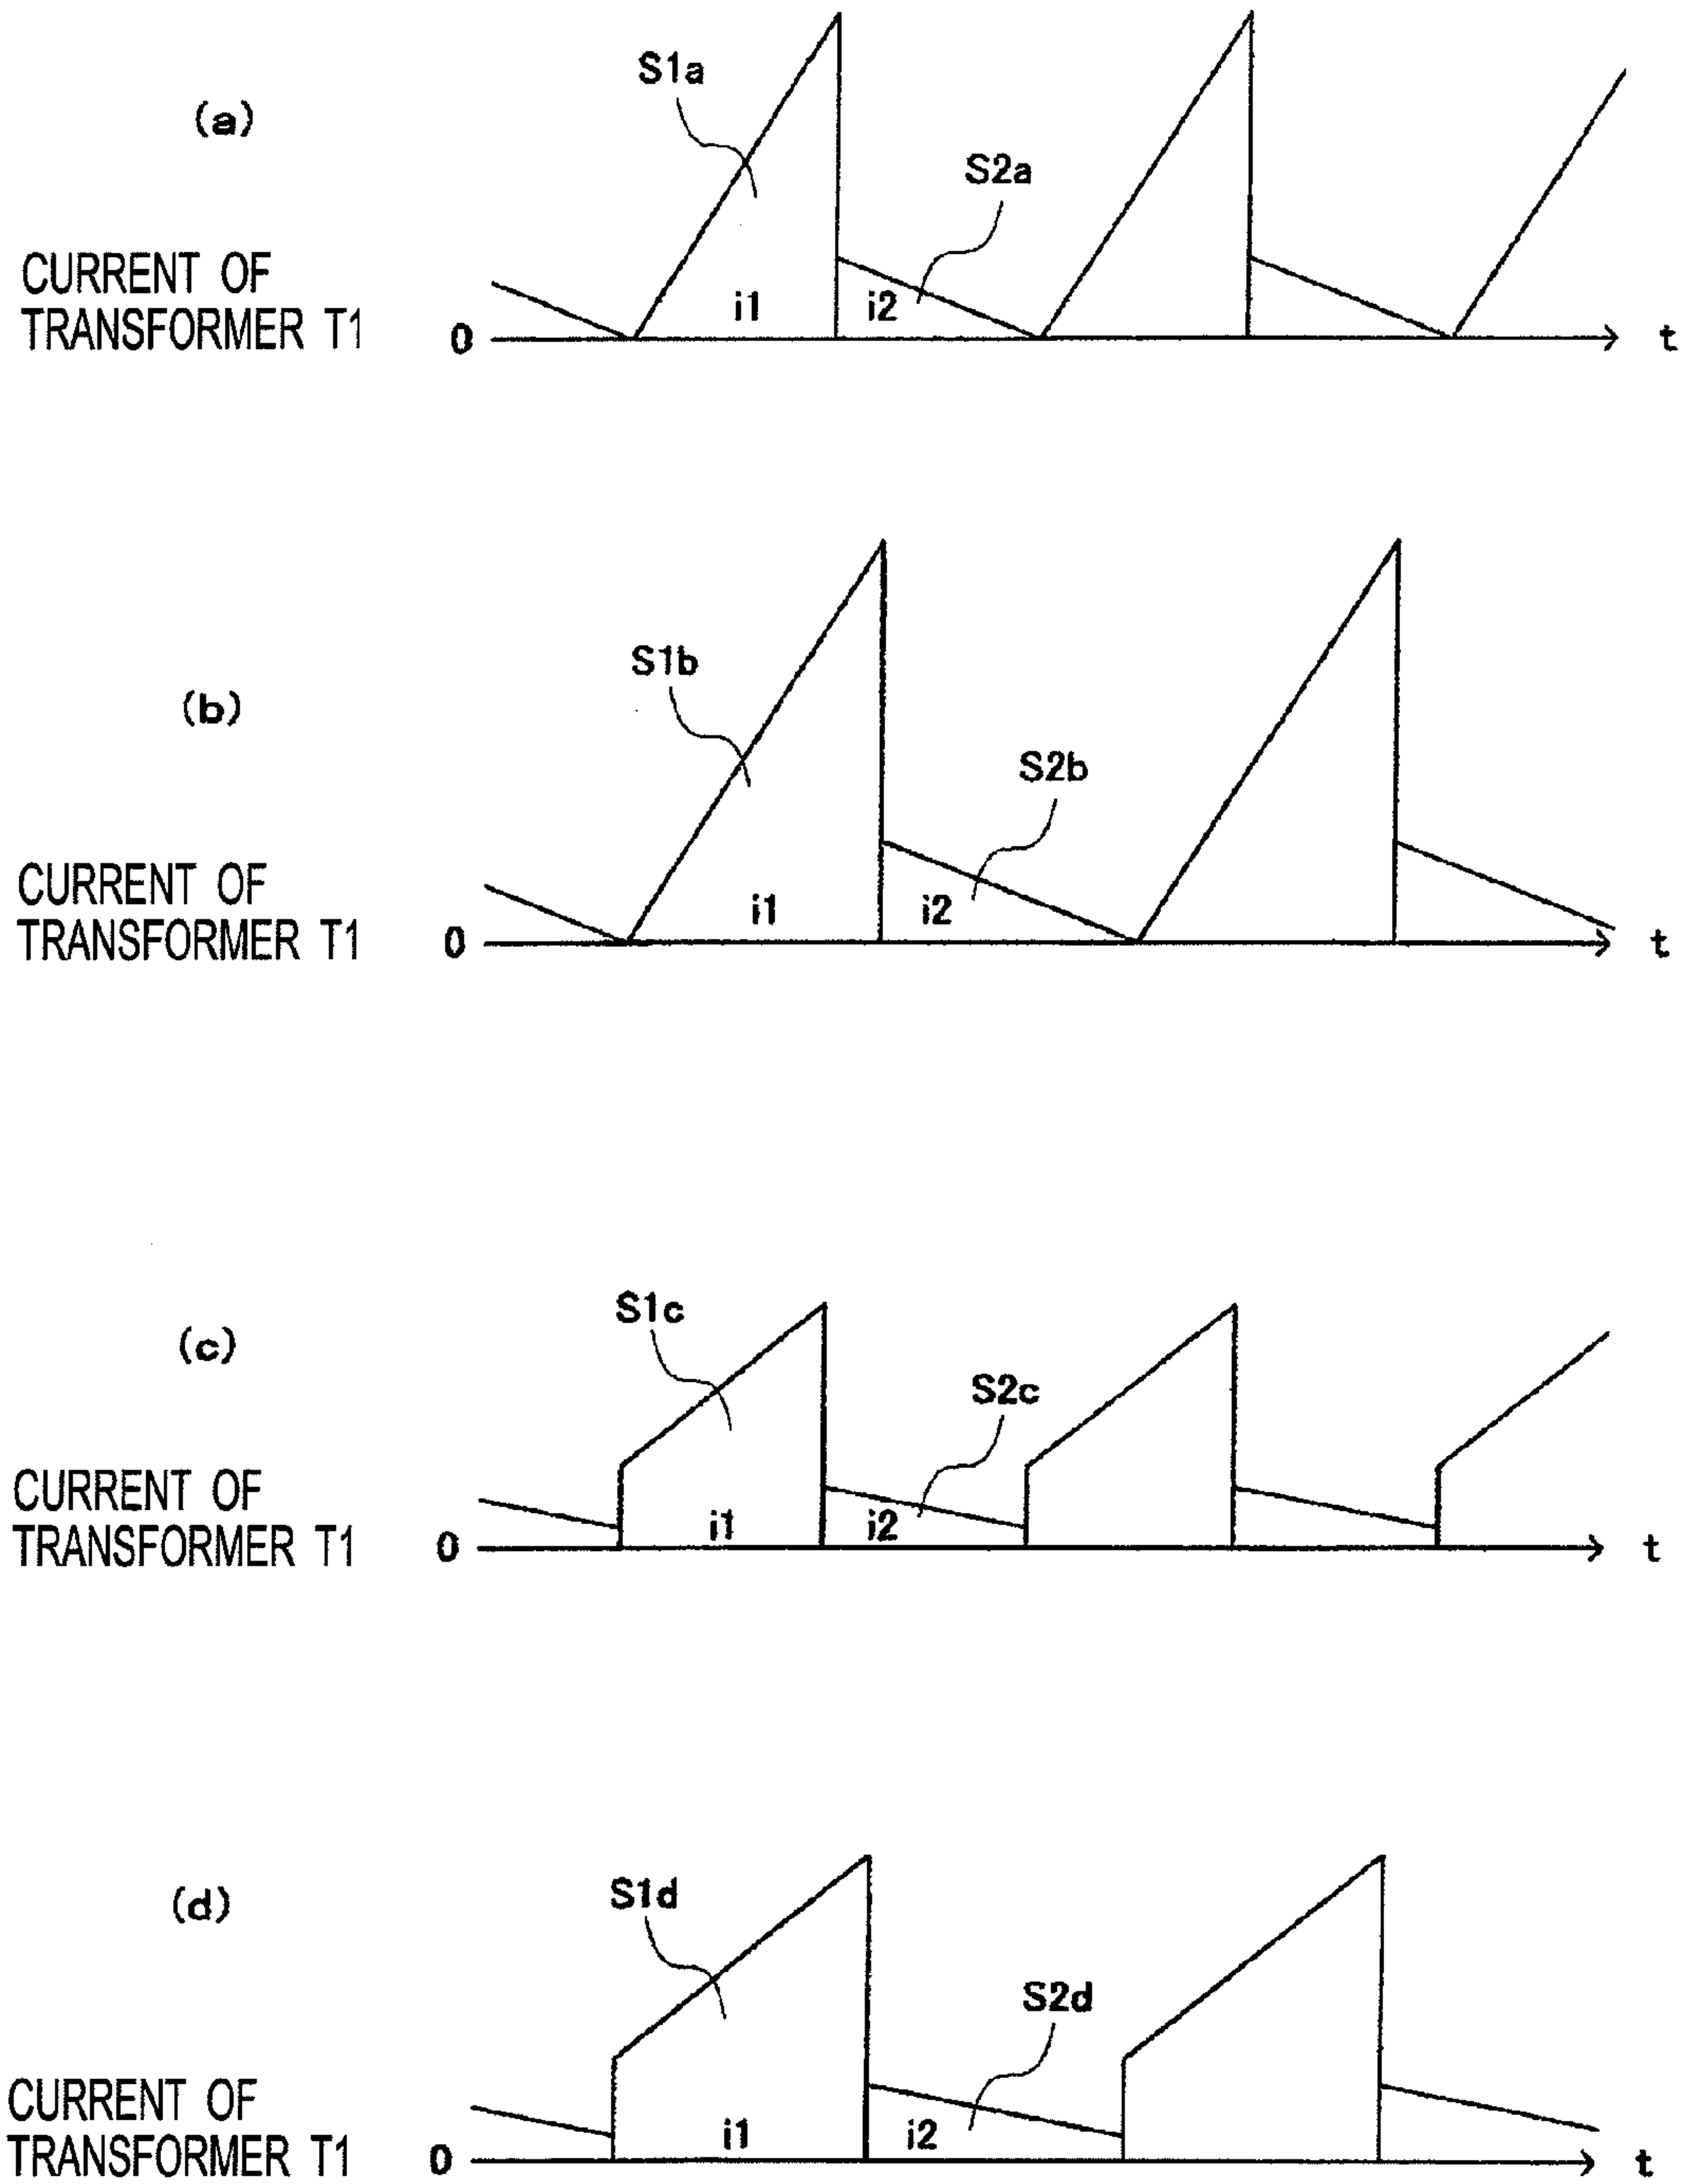 (a)
S1a
S2a
CURRENT OF
TRANSFORMER T1
i1
i2
0
t
(b)
S1b
S2b
CURRENT OF
TRANSFORMER T1
i1
i2
0
t
(c)
S1c
S2c
CURRENT OF
TRANSFORMER T1
i1
i2
0
t
(d)
S1d
S2d
CURRENT OF
TRANSFORMER T1
i1
i2
0
t